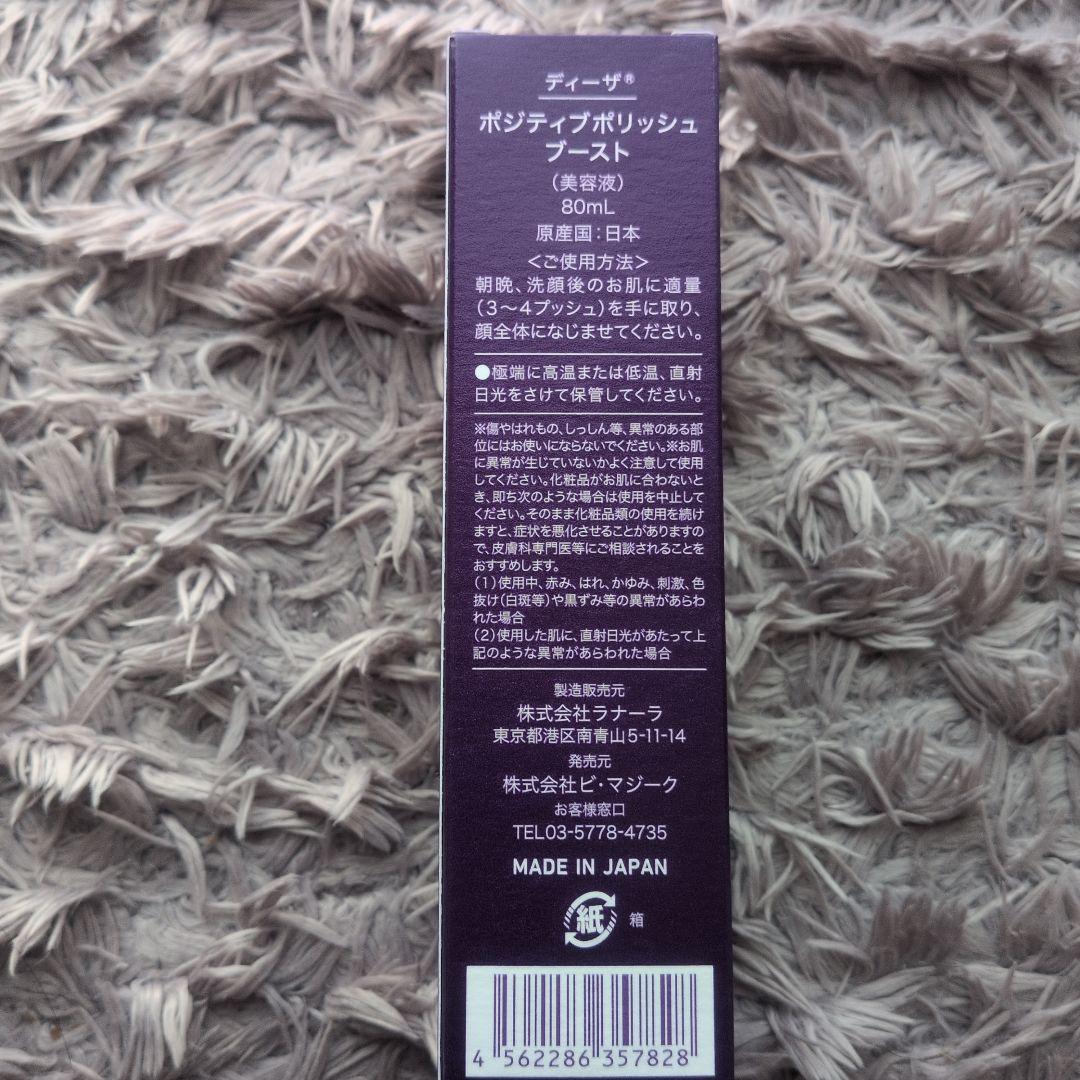 ディーザ®
ポジティブポリッシュ
ブースト
（美容液）
80mL
原産国：日本
＜ご使用方法＞
朝晩、洗顔後のお肌に適量
（3〜4プッシュ）を手に取り、
顔全体になじませてください。
●極端に高温または低温、直射
日光をさけて保管してください。
※傷やはれもの、しっしん等、異常のある部
位にはお使いにならないでください。※お肌
に異常が生じていないかよく注意して使用
してください。化粧品がお肌に合わないと
き、即ち次のような場合は使用を中止して
ください。そのまま化粧品類の使用を続け
ますと、症状を悪化させることがありますの
で、皮膚科専門医等にご相談されることを
おすすめします。
（1）使用中、赤み、はれ、かゆみ、刺激、色
抜け（白斑等）や黒ずみ等の異常があらわ
れた場合
（2）使用した肌に、直射日光があたって上
記のような異常があらわれた場合
製造販売元
株式会社ラナーラ
東京都港区南青山5-11-14
発売元
株式会社ビ・マジーク
お客様窓口
TEL03-5778-4735
MADE IN JAPAN
紙 箱
4 562286 357828